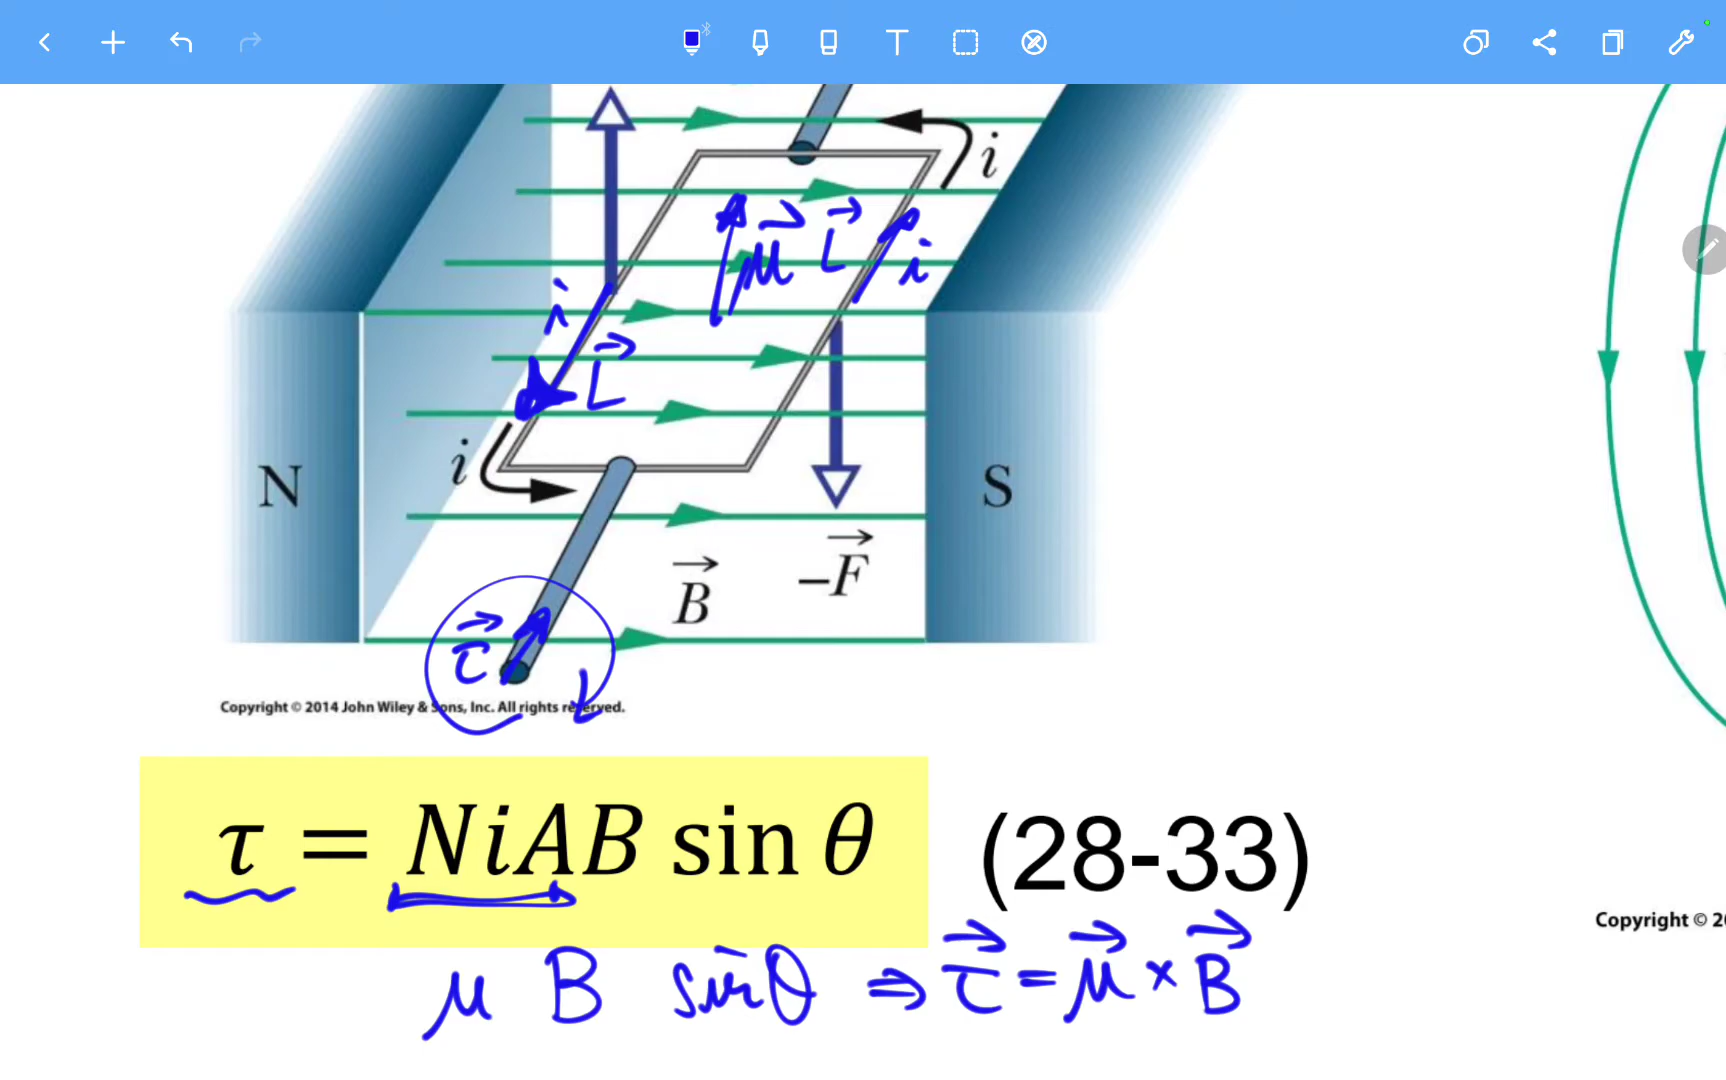 i
μ⃗ L⃗ i
i
L⃗
i
N
S
B⃗
–F⃗
τ⃗
Copyright © 2014 John Wiley & Sons, Inc. All rights reserved.
τ = NiAB sin θ (28-33)
Copyright © 2
μ B sin θ ⇒ τ⃗ = μ⃗ × B⃗